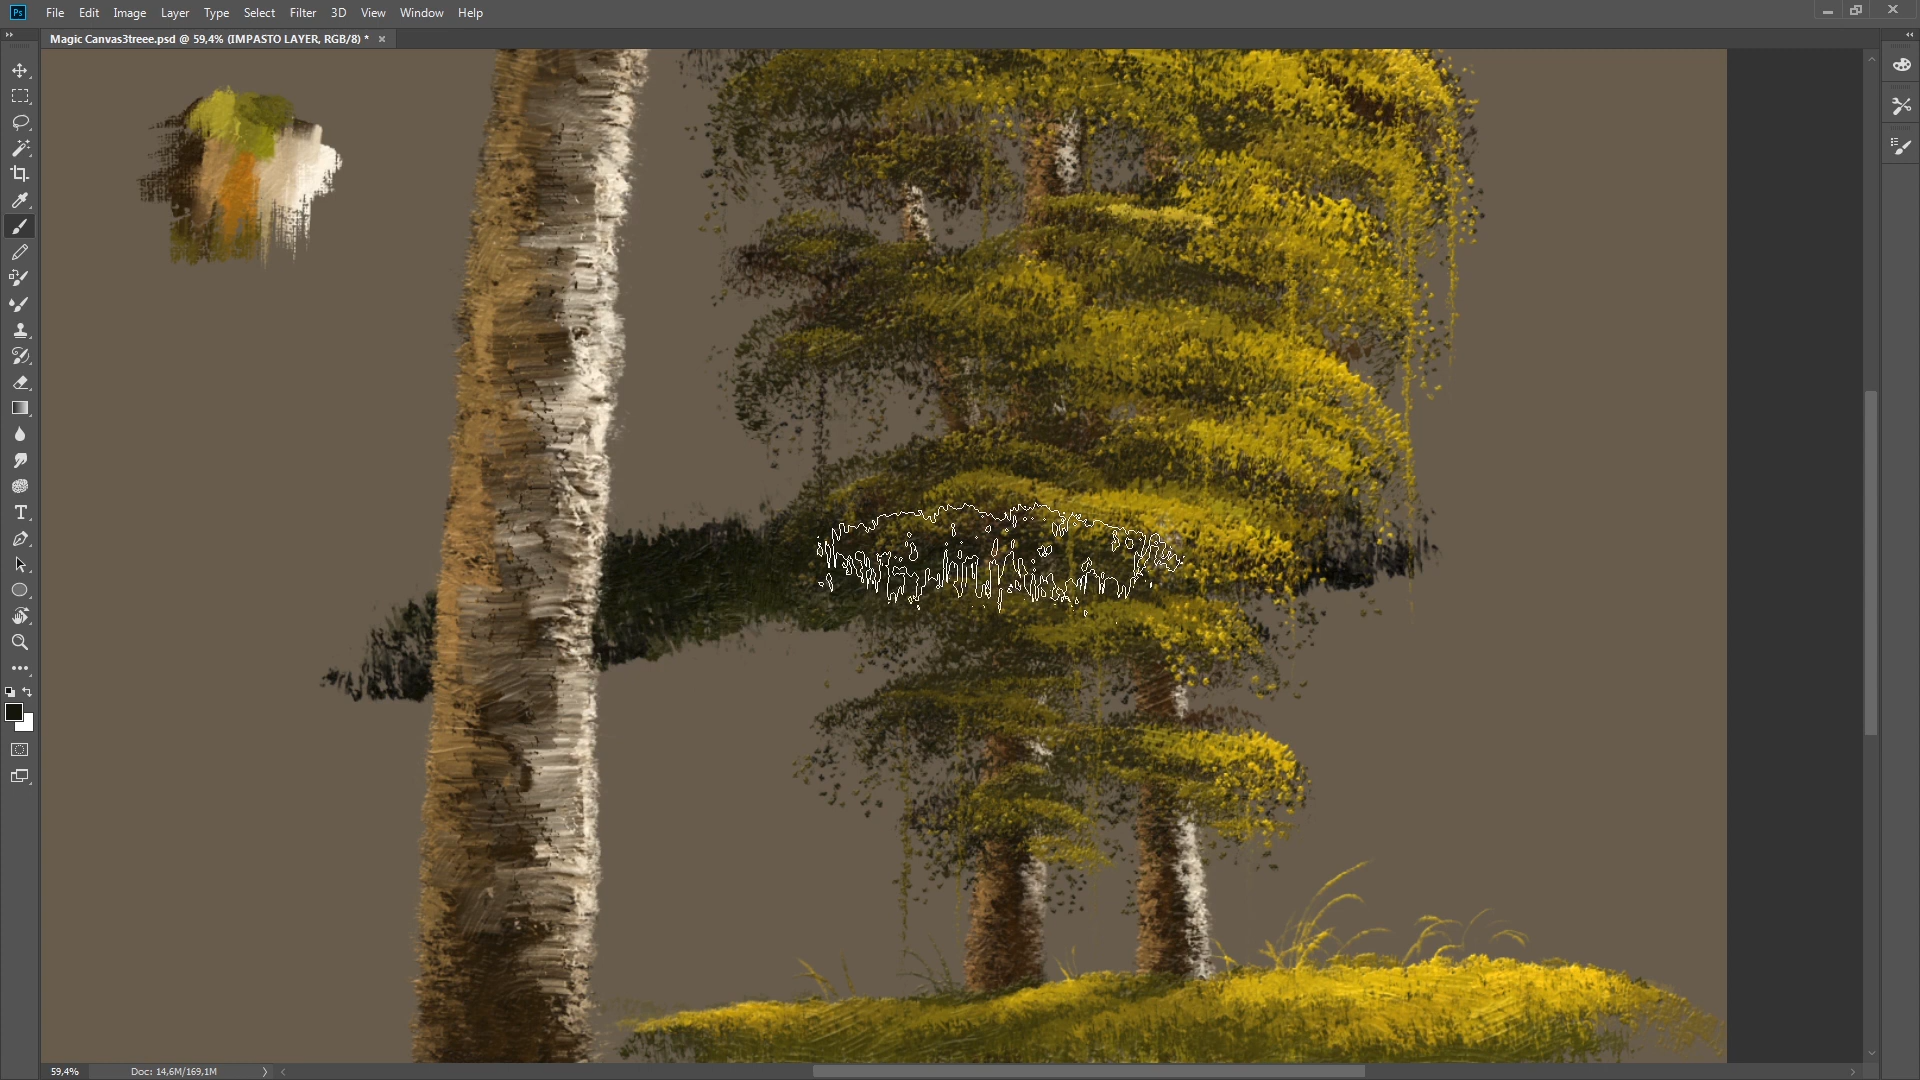 Ps File Edit Image Layer Type Select Filter 3D View Window Help
Magic Canvas3treee.psd @ 59,4% (IMPASTO LAYER, RGB/8) *
59,4% Doc: 14,6M/169,1M